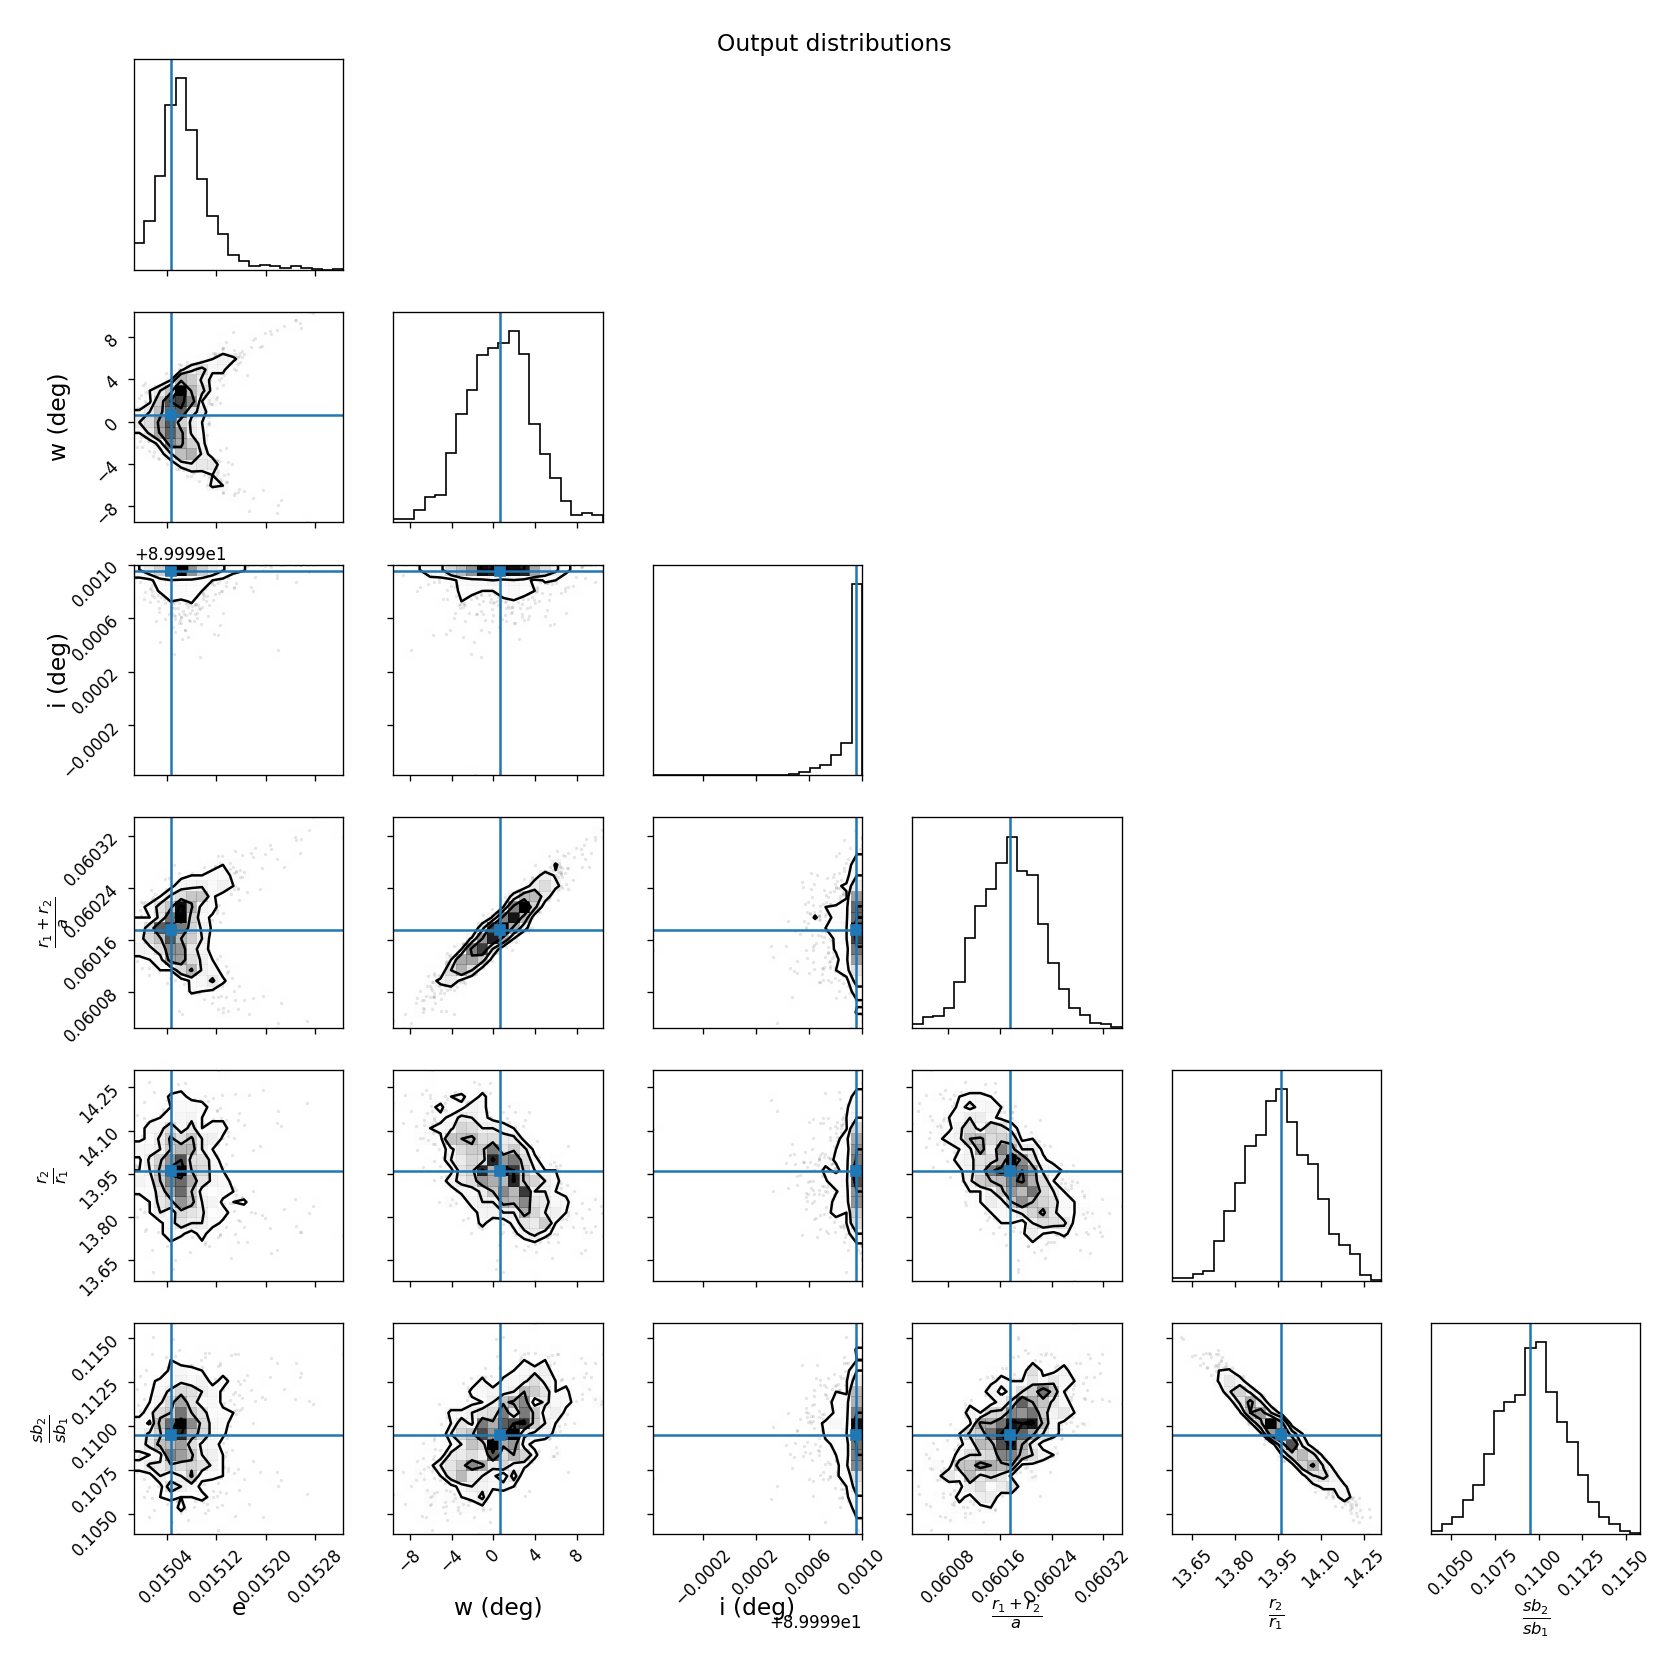 Output distributions
8
4
0
−4
−8
w (deg)
+8.9999e1
0.0010
0.0006
0.0002
−0.0002
i (deg)
0.06032
0.06024
0.06016
0.06008
r₁ + r₂
a
14.25
14.10
13.95
13.80
13.65
r₂
r₁
0.1150
0.1125
0.1100
0.1075
0.1050
sb₂
sb₁
0.01504 0.01512 0.01520 0.01528
e
−8 −4 0 4 8
w (deg)
−0.0002 0.0002 0.0006 0.0010
i (deg)
+8.9999e1
0.06008 0.06016 0.06024 0.06032
r₁ + r₂
a
13.65 13.80 13.95 14.10 14.25
r₂
r₁
0.1050 0.1075 0.1100 0.1125 0.1150
sb₂
sb₁